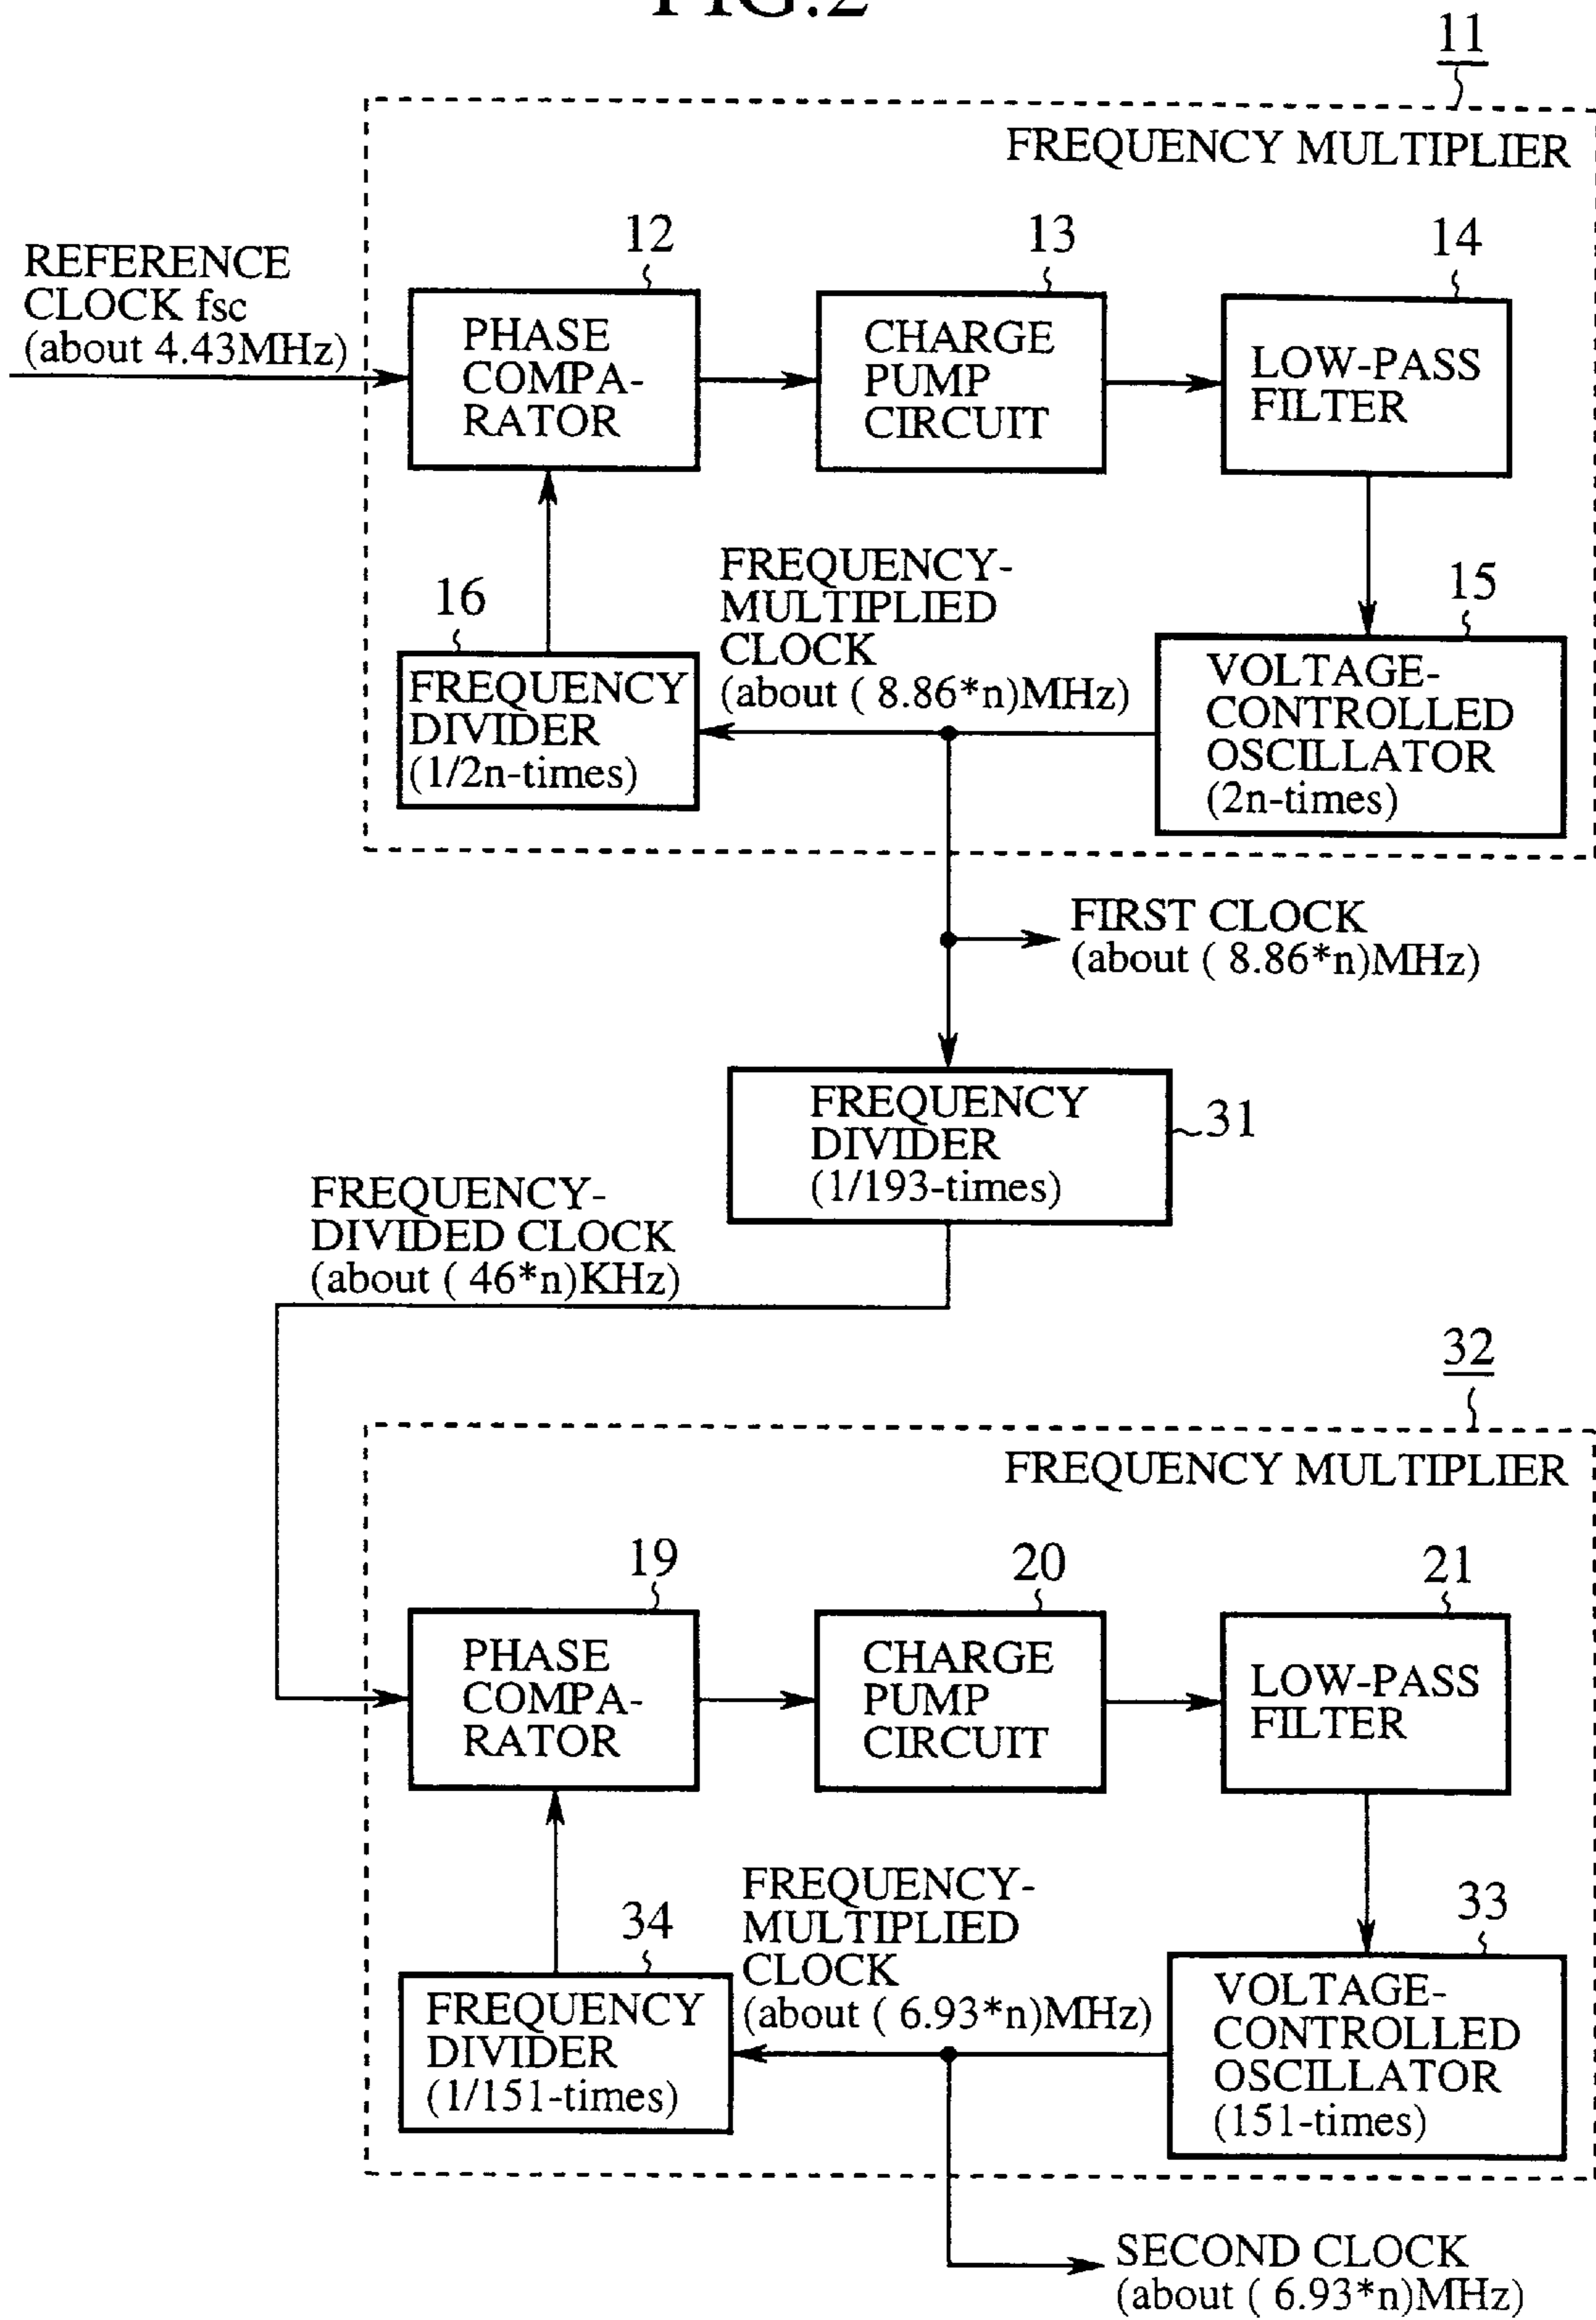 FIG.2
11
FREQUENCY MULTIPLIER
REFERENCE
CLOCK fsc
(about 4.43MHz)
12
PHASE
COMPA-
RATOR
13
CHARGE
PUMP
CIRCUIT
14
LOW-PASS
FILTER
16
FREQUENCY
DIVIDER
(1/2n-times)
FREQUENCY-
MULTIPLIED
CLOCK
(about ( 8.86*n)MHz)
15
VOLTAGE-
CONTROLLED
OSCILLATOR
(2n-times)
FIRST CLOCK
(about ( 8.86*n)MHz)
FREQUENCY
DIVIDER
(1/193-times)
31
FREQUENCY-
DIVIDED CLOCK
(about ( 46*n)KHz)
32
FREQUENCY MULTIPLIER
19
PHASE
COMPA-
RATOR
20
CHARGE
PUMP
CIRCUIT
21
LOW-PASS
FILTER
34
FREQUENCY
DIVIDER
(1/151-times)
FREQUENCY-
MULTIPLIED
CLOCK
(about ( 6.93*n)MHz)
33
VOLTAGE-
CONTROLLED
OSCILLATOR
(151-times)
SECOND CLOCK
(about ( 6.93*n)MHz)